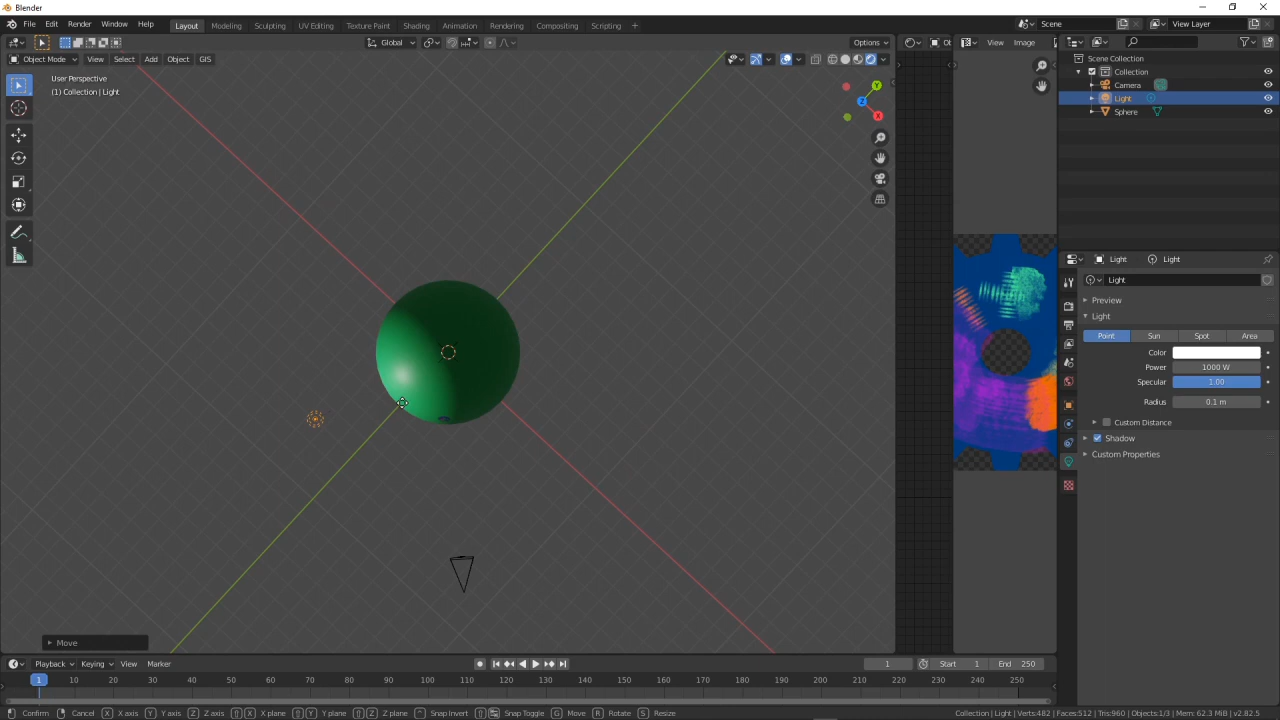 Blender
File Edit Render Window Help Layout Modeling Sculpting UV Editing Texture Paint Shading Animation Rendering Compositing Scripting + Scene View Layer
Global Options View Image
Object Mode View Select Add Object GIS
User Perspective
(1) Collection | Light
Y
Z
X
Scene Collection
Collection
Camera
Light
Sphere
Light Light
Light
Preview
Light
Point Sun Spot Area
Color
Power 1000 W
Specular 1.00
Radius 0.1 m
Custom Distance
Shadow
Custom Properties
Move
Playback Keying View Marker 1 Start 1 End 250
1 10 20 30 40 50 60 70 80 90 100 110 120 130 140 150 160 170 180 190 200 210 220 230 240 250
Confirm Cancel X X axis Y Y axis Z Z axis X X plane Y Y plane Z Z plane Snap Invert Snap Toggle G Move R Rotate S Resize Collection | Light | Verts:482 | Faces:512 | Tris:960 | Objects:1/3 | Mem: 62.3 MiB | v2.82.5